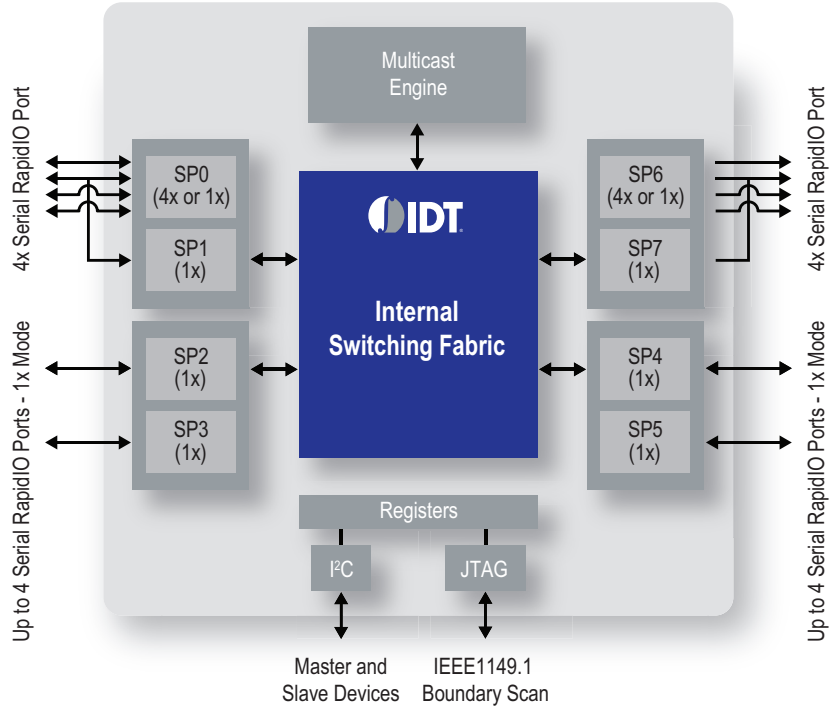 Multicast
Engine
4x Serial RapidIO Port
SP0
(4x or 1x)
SP1
(1x)
IDT
Internal
Switching Fabric
SP6
(4x or 1x)
SP7
(1x)
4x Serial RapidIO Port
Up to 4 Serial RapidIO Ports - 1x Mode
SP2
(1x)
SP3
(1x)
SP4
(1x)
SP5
(1x)
Up to 4 Serial RapidIO Ports - 1x Mode
Registers
I²C
JTAG
Master and
Slave Devices
IEEE1149.1
Boundary Scan